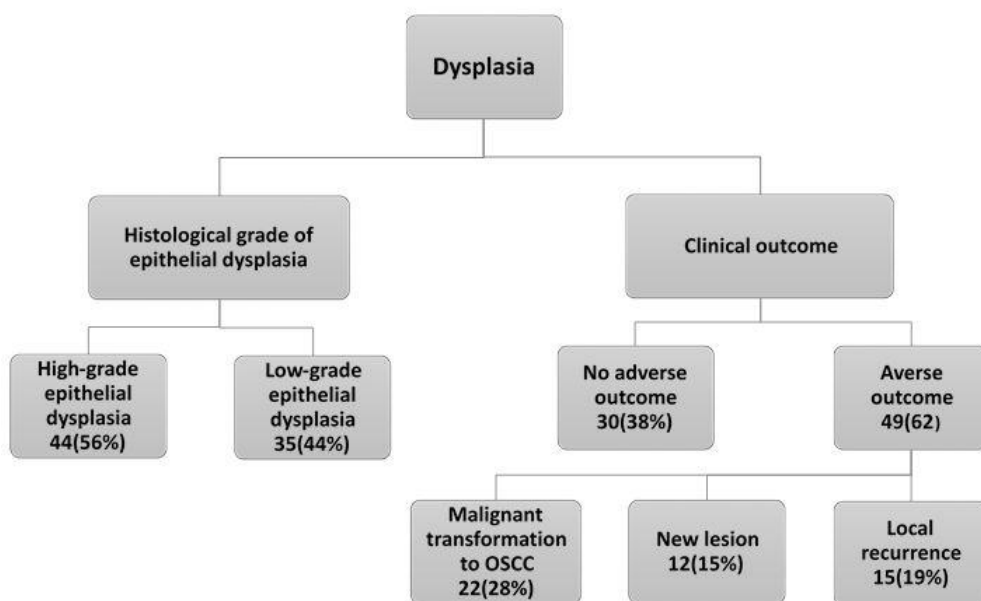 Dysplasia
Histological grade of
epithelial dysplasia
Clinical outcome
High-grade
epithelial
dysplasia
44(56%)
Low-grade
epithelial
dysplasia
35(44%)
No adverse
outcome
30(38%)
Averse
outcome
49(62)
Malignant
transformation
to OSCC
22(28%)
New lesion
12(15%)
Local
recurrence
15(19%)